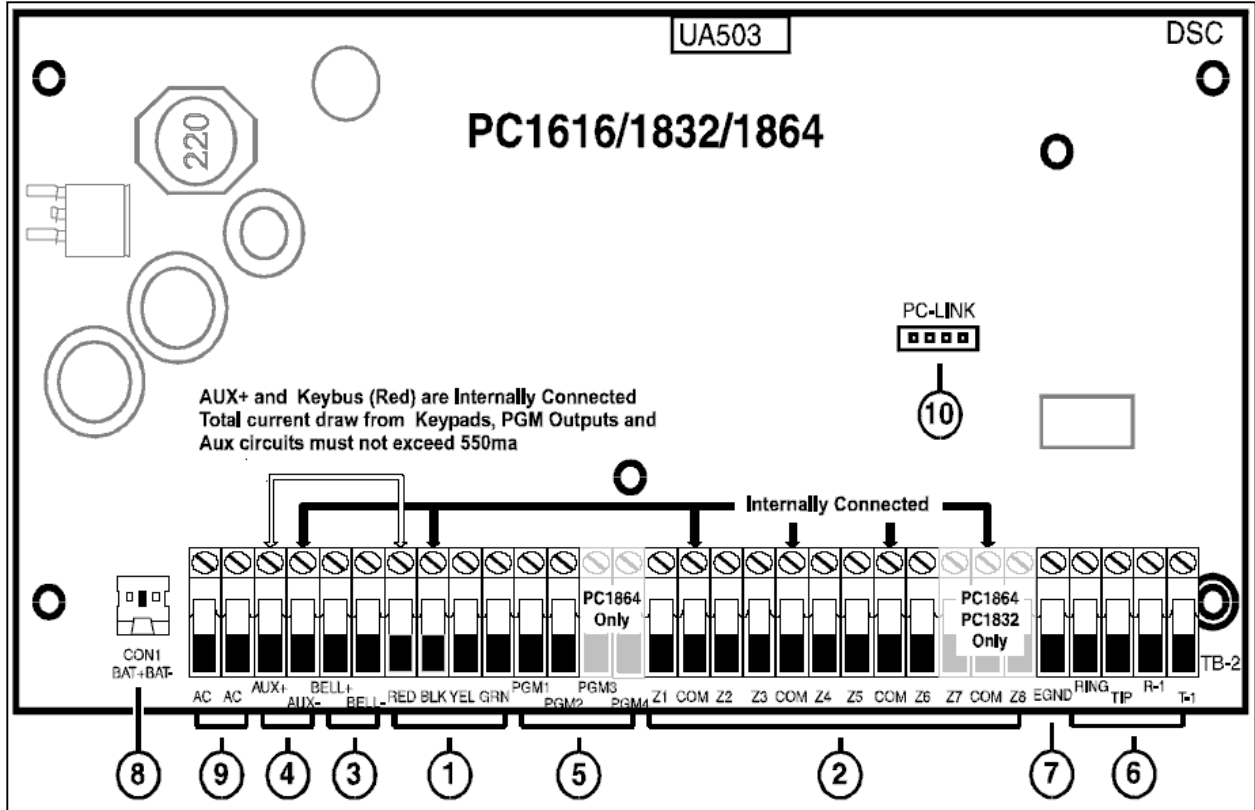 UA503
DSC
PC1616/1832/1864
220
PC-LINK
10
AUX+ and Keybus (Red) are Internally Connected
Total current draw from Keypads, PGM Outputs and
Aux circuits must not exceed 550ma
Internally Connected
PC1864
Only
PC1864
PC1832
Only
CON1
BAT+BAT-
TB-2
AC AC AUX+ AUX- BELL+ BELL- RED BLK YEL GRN PGM1 PGM2 PGM3 PGM4 Z1 COM Z2 Z3 COM Z4 Z5 COM Z6 Z7 COM Z8 EGND RING TIP R-1 T-1
8 9 4 3 1 5 2 7 6